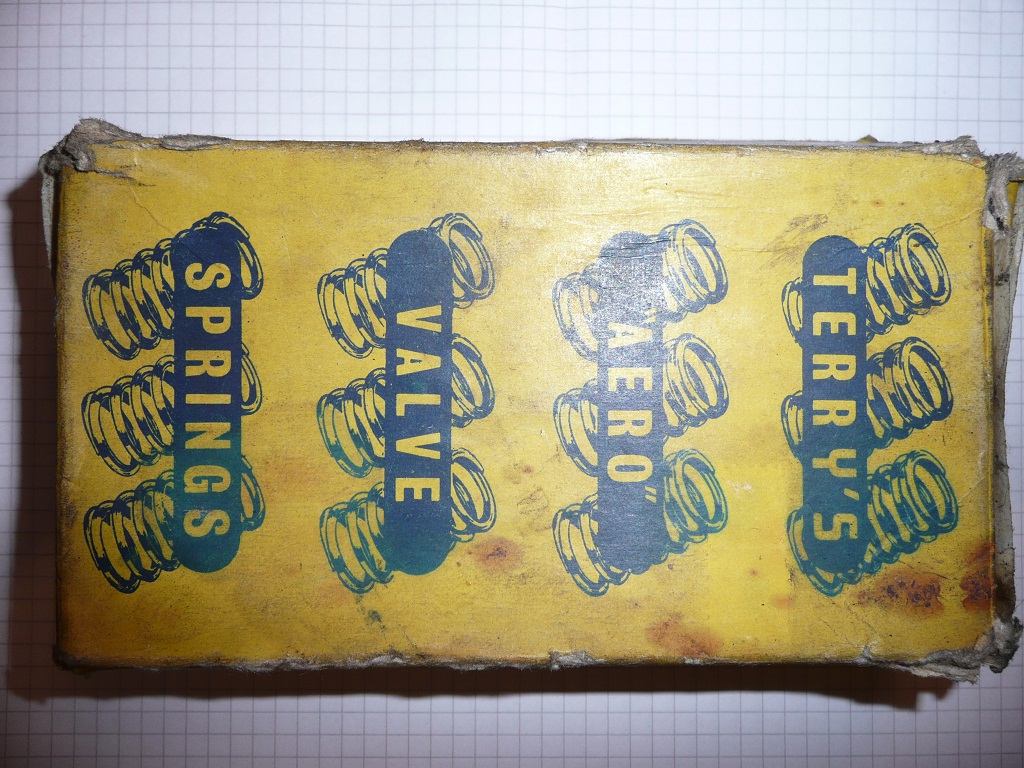 TERRY'S
"AERO"
VALVE
SPRINGS